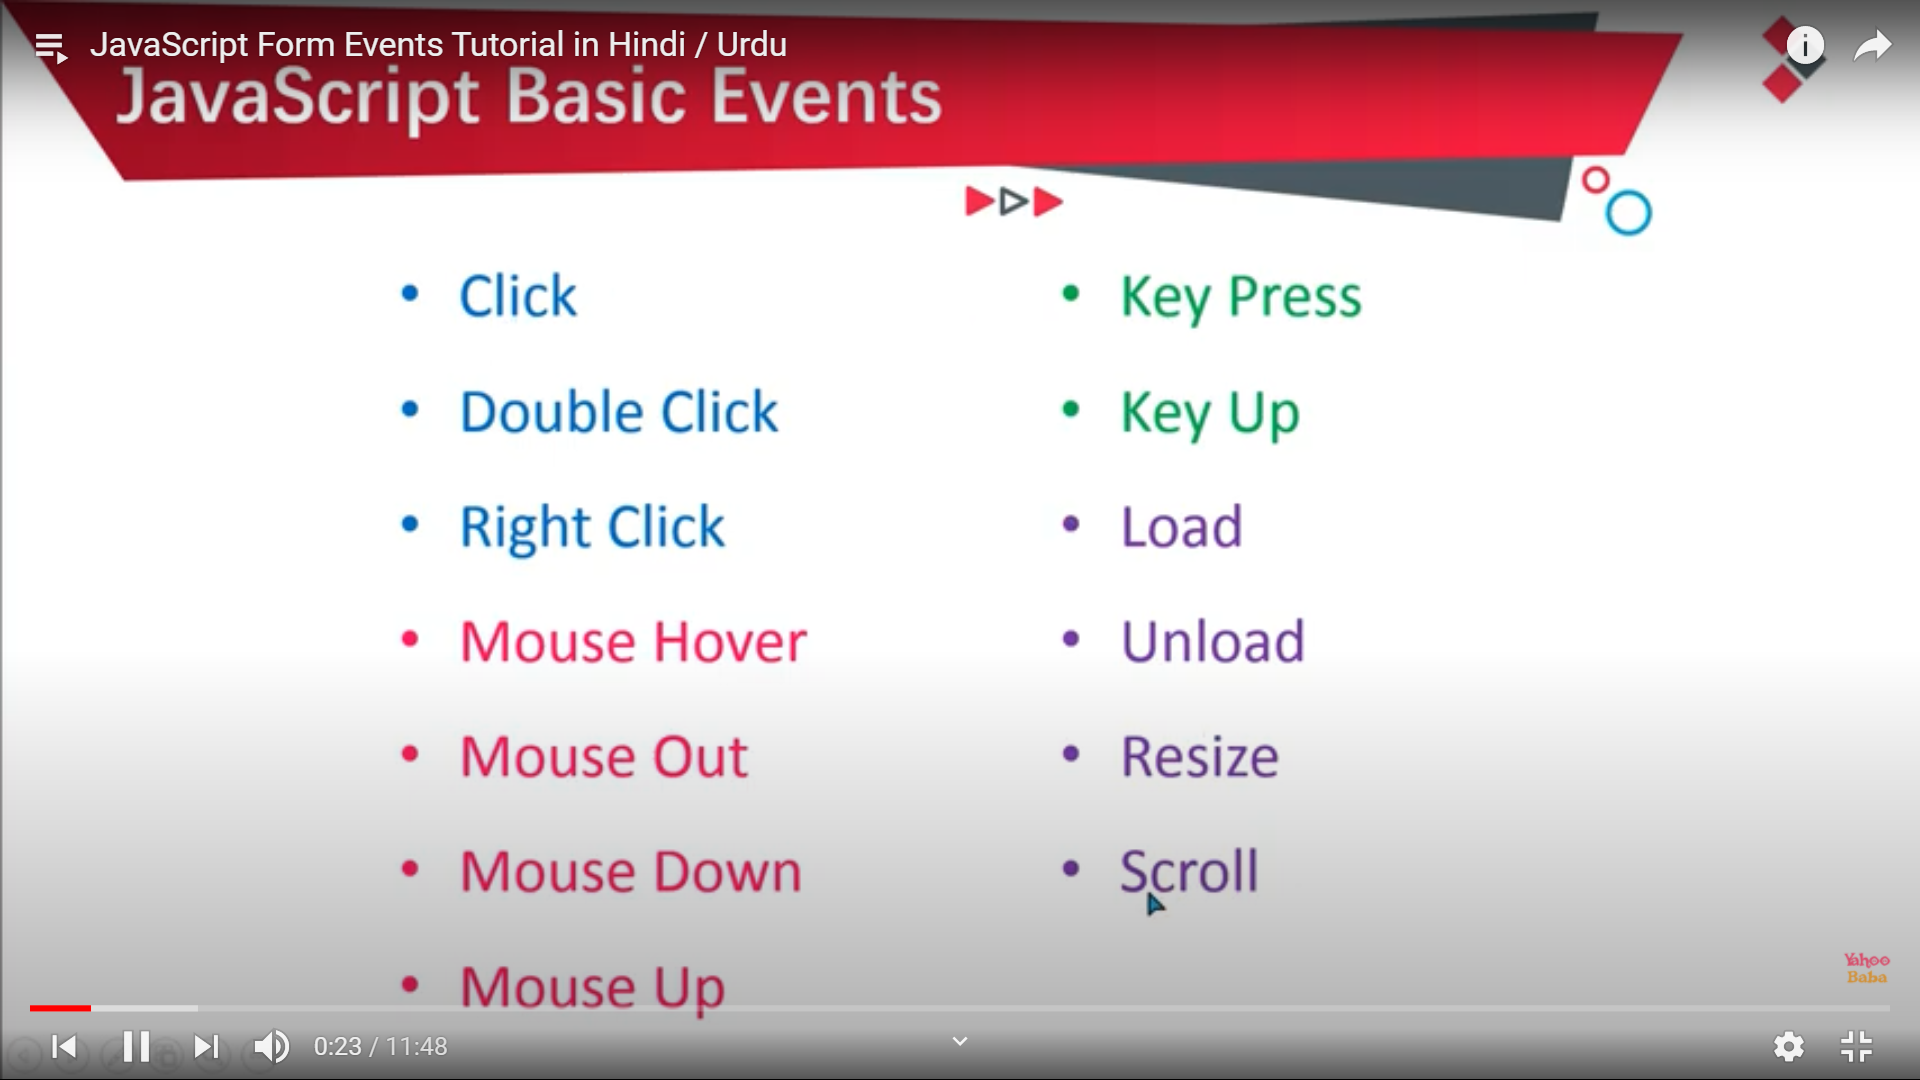 JavaScript Form Events Tutorial in Hindi / Urdu
JavaScript Basic Events
Click
Double Click
Right Click
Mouse Hover
Mouse Out
Mouse Down
Mouse Up
Key Press
Key Up
Load
Unload
Resize
Scroll
Yahoo
Baba
0:23 / 11:48